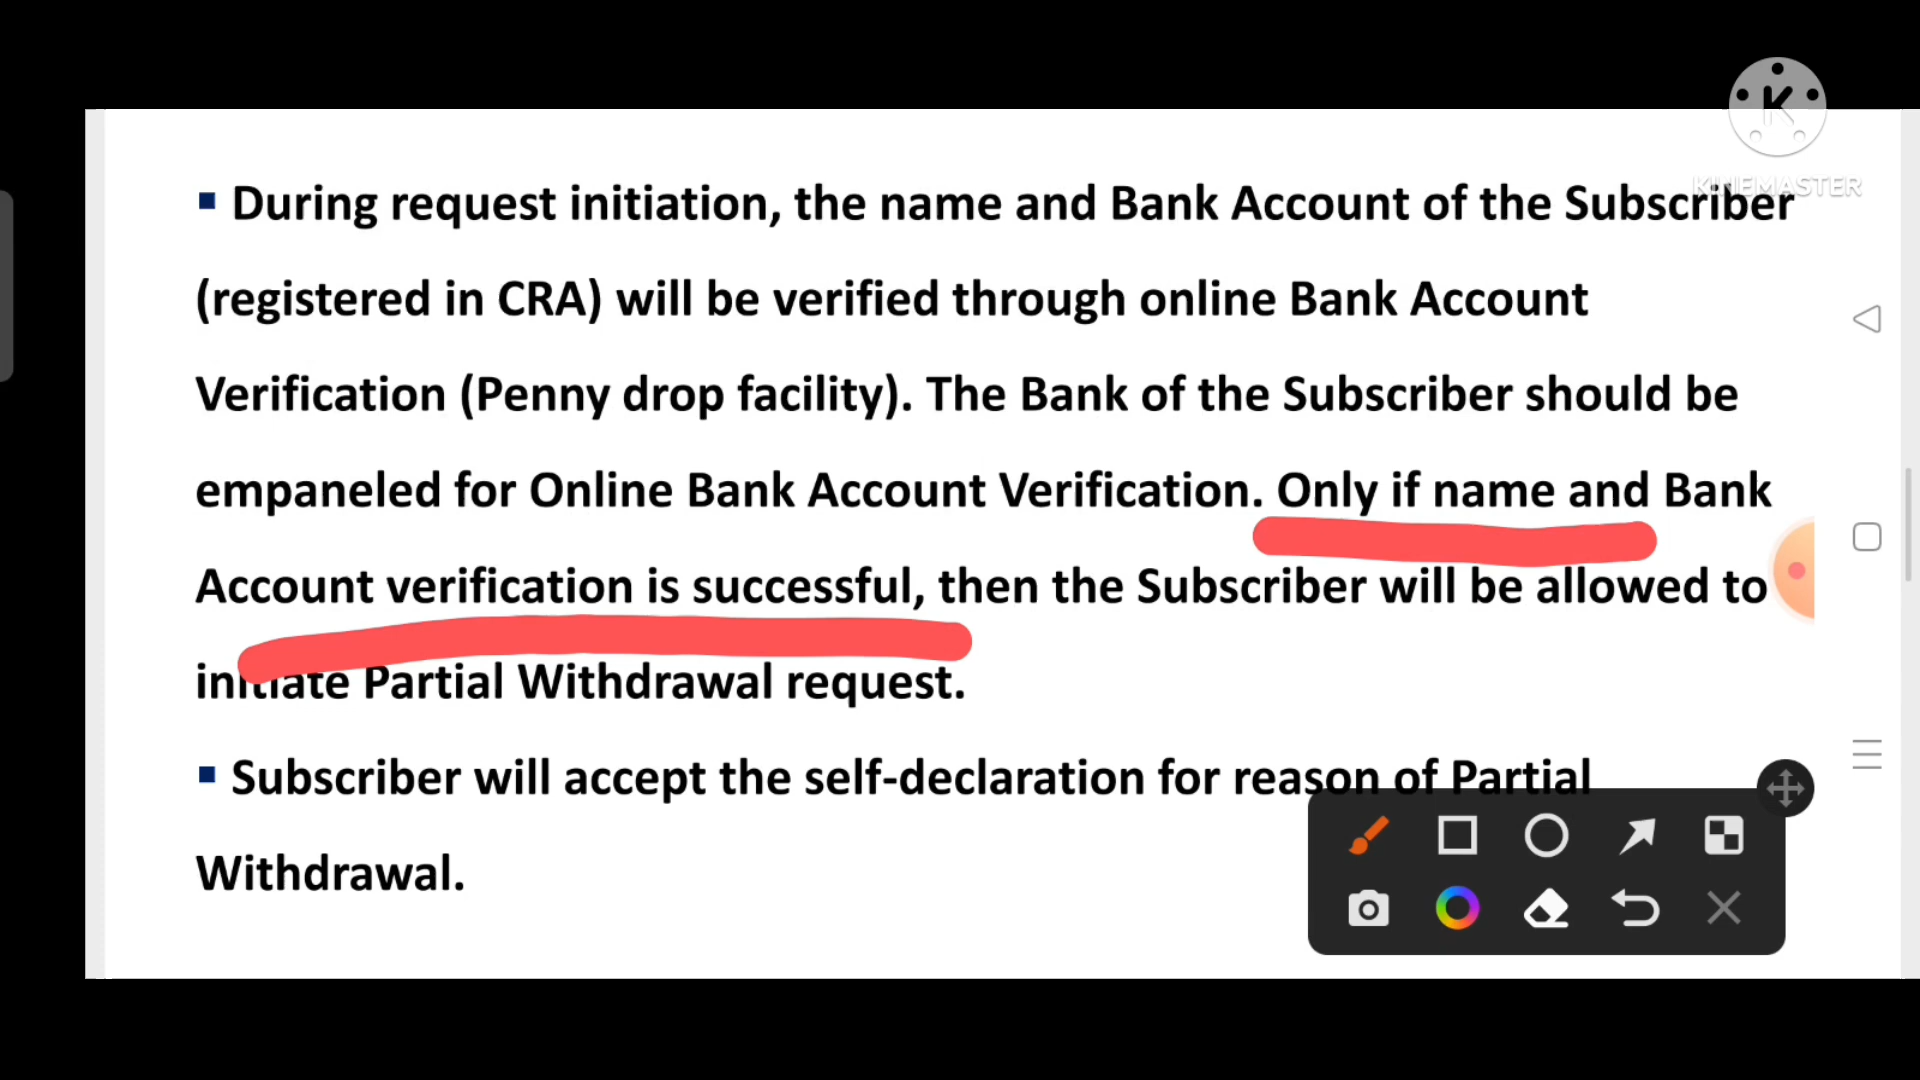 KINEMASTER
▪ During request initiation, the name and Bank Account of the Subscriber
(registered in CRA) will be verified through online Bank Account
Verification (Penny drop facility). The Bank of the Subscriber should be
empaneled for Online Bank Account Verification. Only if name and Bank
Account verification is successful, then the Subscriber will be allowed to
initiate Partial Withdrawal request.
▪ Subscriber will accept the self-declaration for reason of Partial
Withdrawal.